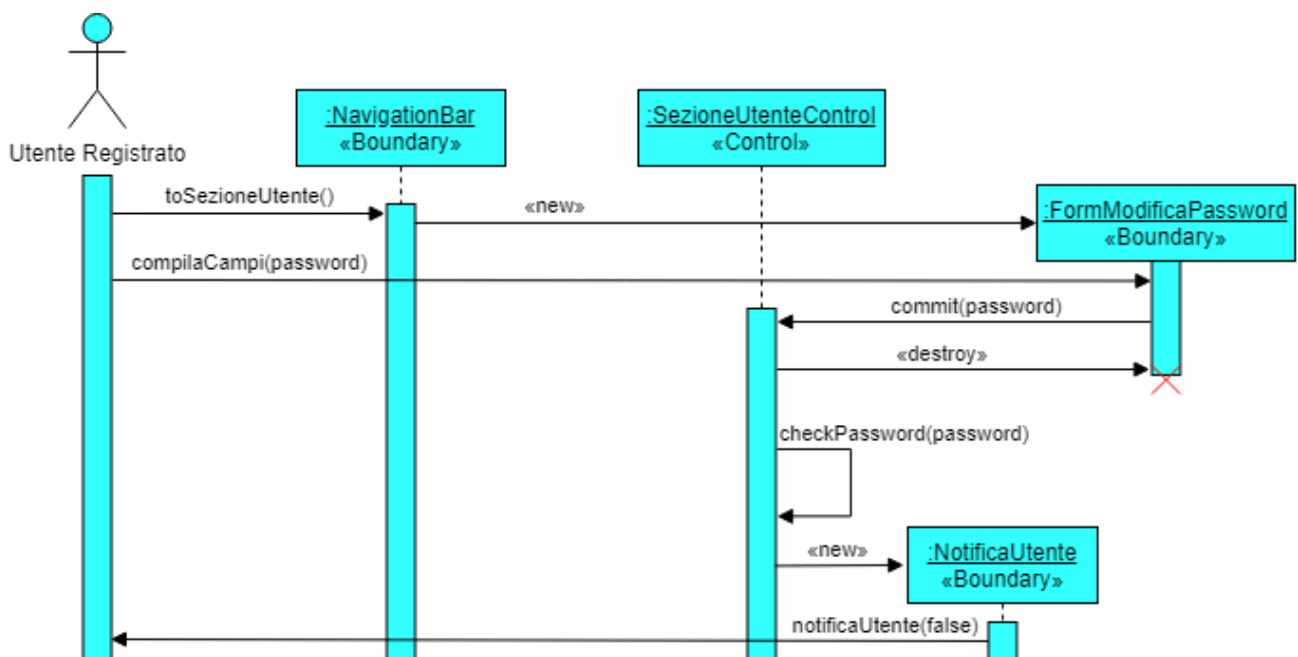 Utente Registrato
:NavigationBar
«Boundary»
:SezioneUtenteControl
«Control»
toSezioneUtente()
«new»
:FormModificaPassword
«Boundary»
compilaCampi(password)
commit(password)
«destroy»
checkPassword(password)
«new»
:NotificaUtente
«Boundary»
notificaUtente(false)